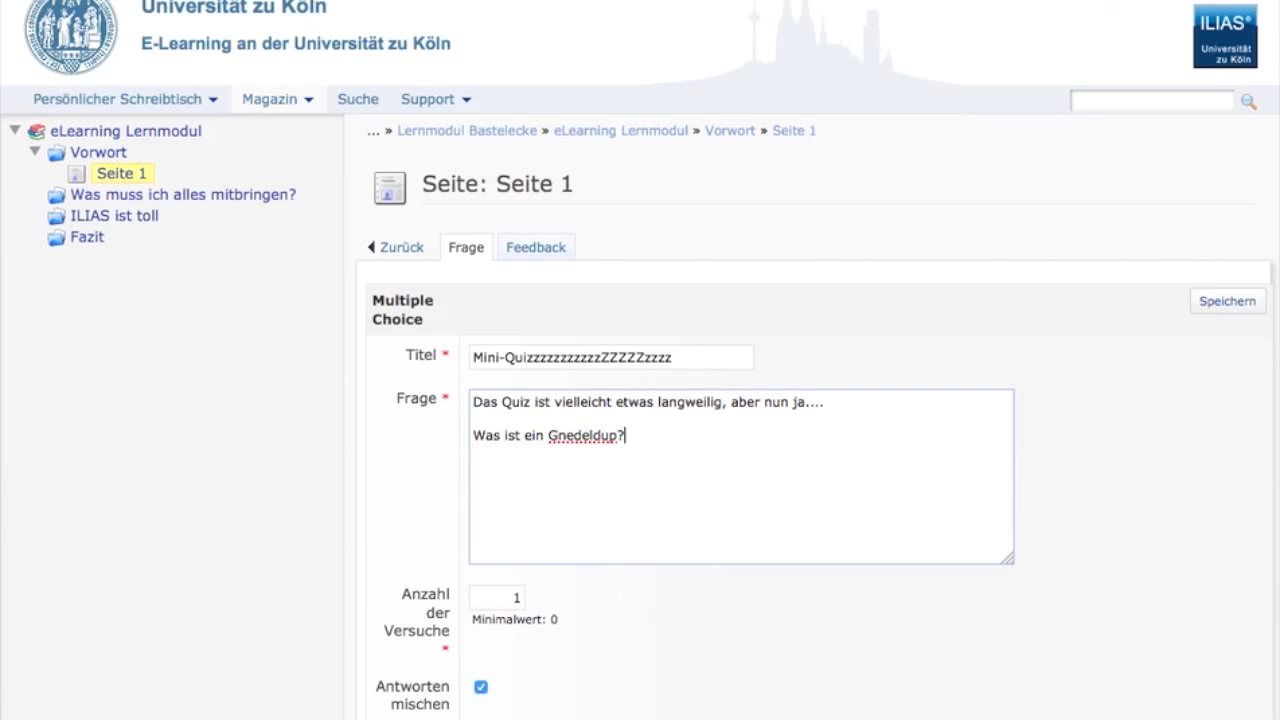 Universität zu Köln
E-Learning an der Universität zu Köln
ILIAS®
Universität
zu Köln
Persönlicher Schreibtisch Magazin Suche Support
eLearning Lernmodul
Vorwort
Seite 1
Was muss ich alles mitbringen?
ILIAS ist toll
Fazit
... » Lernmodul Bastelecke » eLearning Lernmodul » Vorwort » Seite 1
Seite: Seite 1
Zurück Frage Feedback
Multiple
Choice
Speichern
Titel * Mini-QuizzzzzzzzzzzZZZZZzzzz
Frage * Das Quiz ist vielleicht etwas langweilig, aber nun ja....
Was ist ein Gnedeldup?
Anzahl
der
Versuche
*
1
Minimalwert: 0
Antworten
mischen